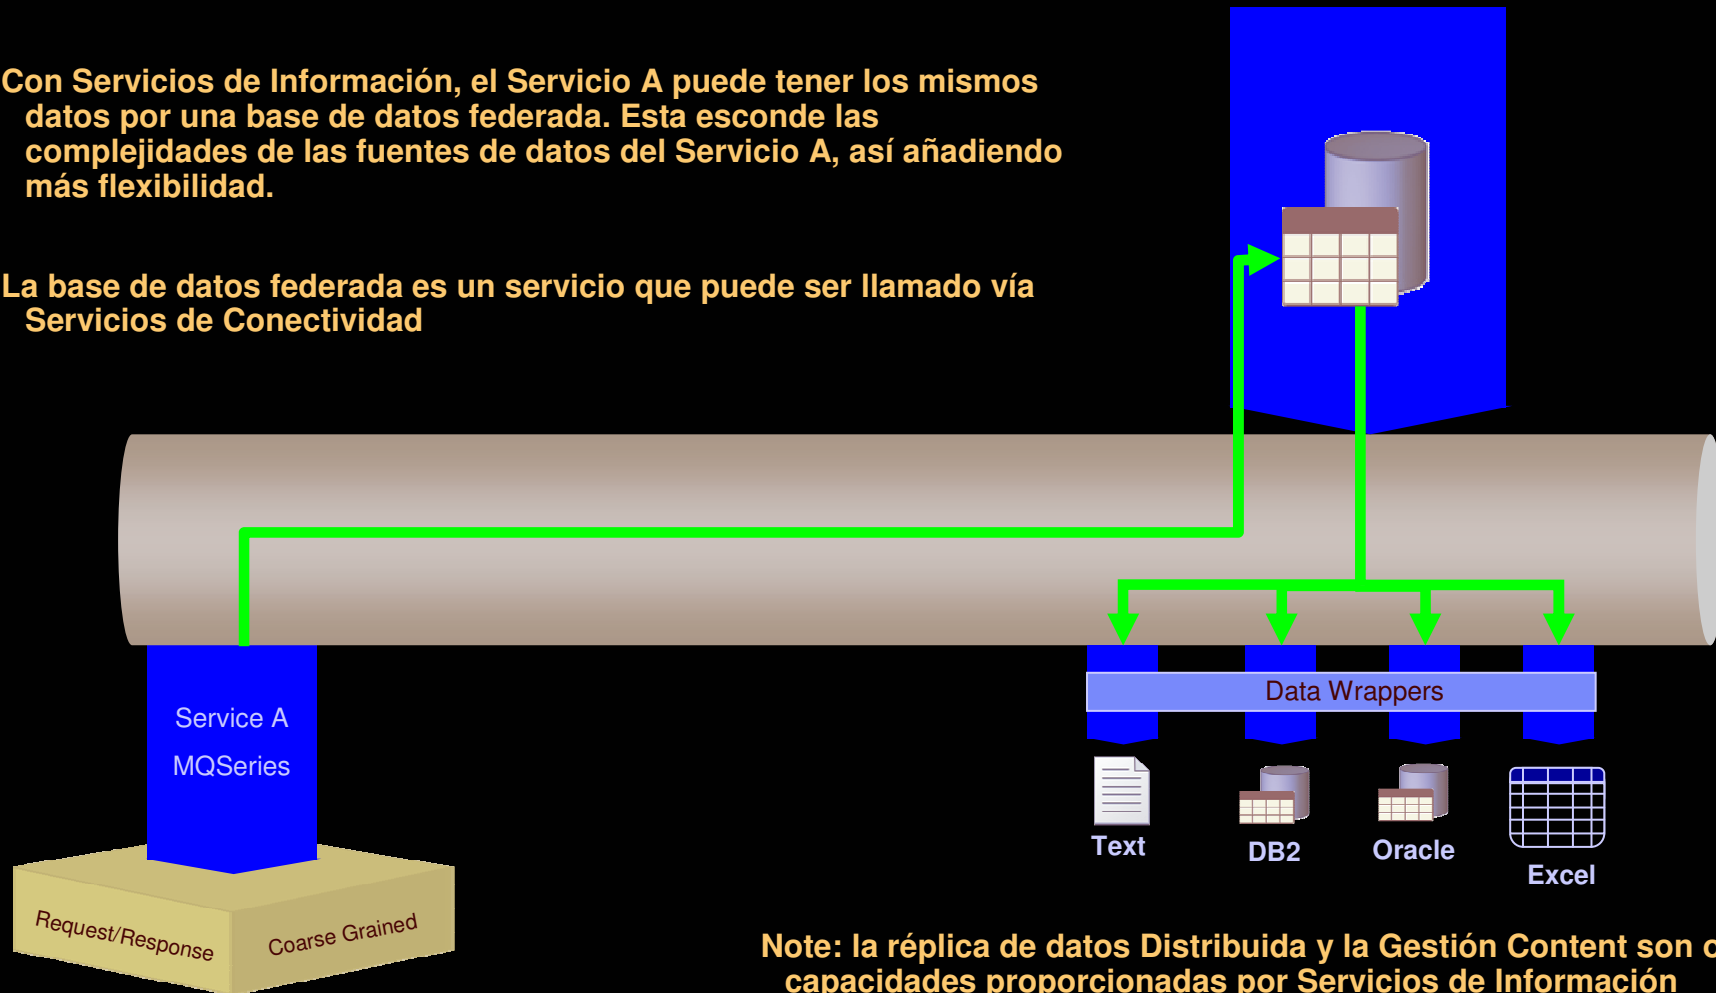 Con Servicios de Información, el Servicio A puede tener los mismos
datos por una base de datos federada. Esta esconde las
complejidades de las fuentes de datos del Servicio A, así añadiendo
más flexibilidad.
La base de datos federada es un servicio que puede ser llamado vía
Servicios de Conectividad
Data Wrappers
Service A
MQSeries
Text
DB2
Oracle
Excel
Request/Response
Coarse Grained
Note: la réplica de datos Distribuida y la Gestión Content son
capacidades proporcionadas por Servicios de Información